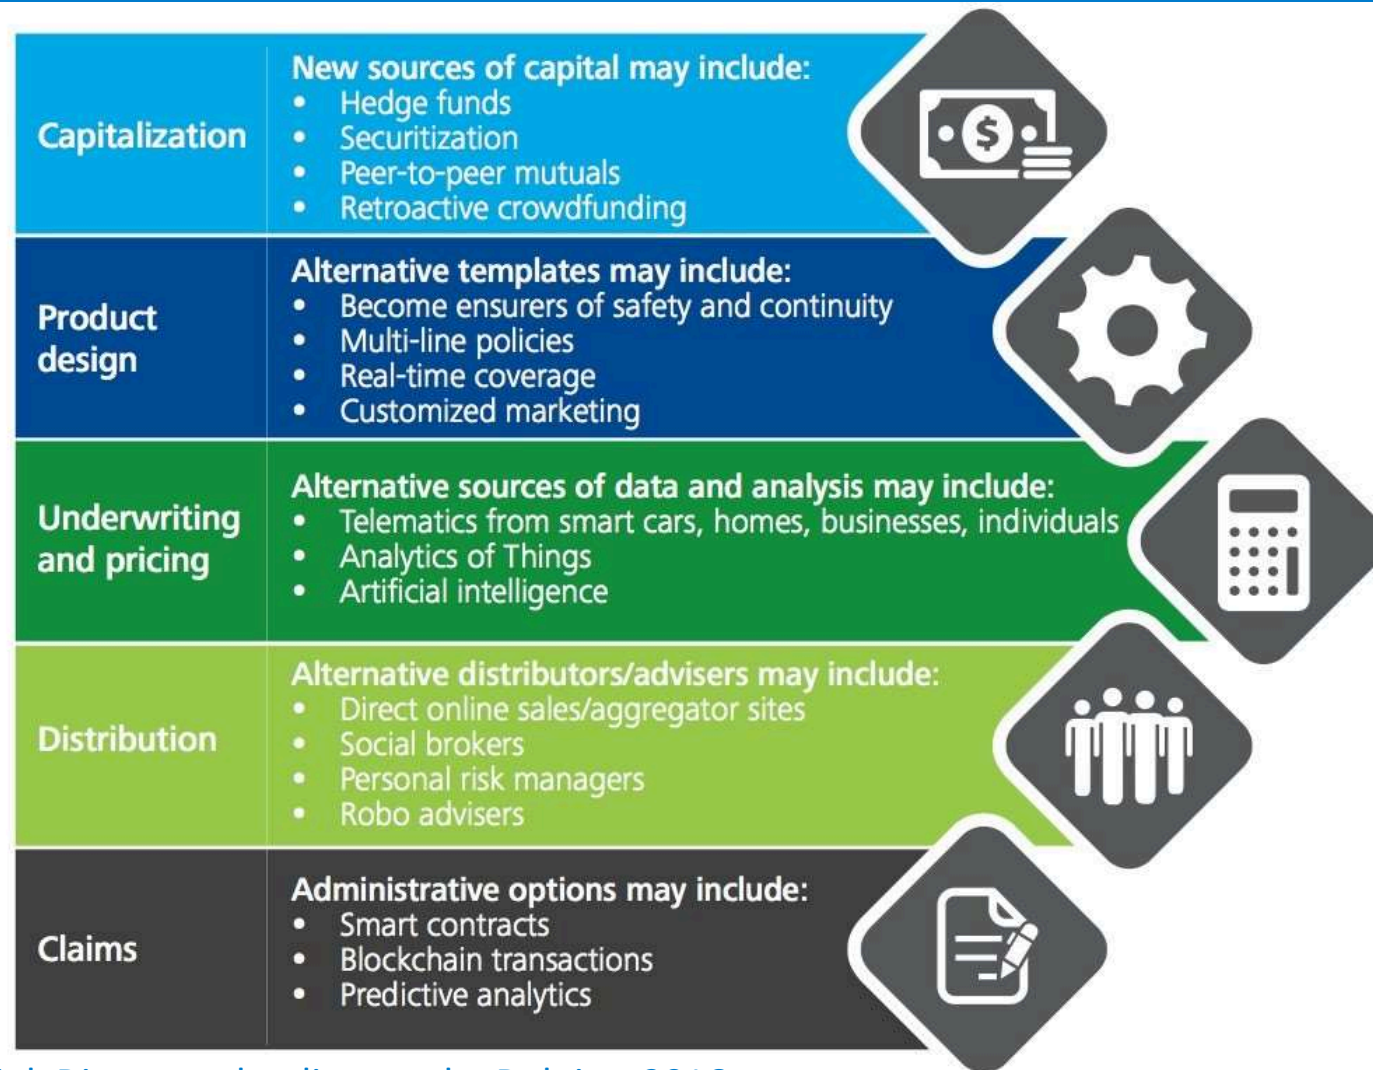 Capitalization
New sources of capital may include:
• Hedge funds
• Securitization
• Peer-to-peer mutuals
• Retroactive crowdfunding
Product
design
Alternative templates may include:
• Become ensurers of safety and continuity
• Multi-line policies
• Real-time coverage
• Customized marketing
Underwriting
and pricing
Alternative sources of data and analysis may include:
• Telematics from smart cars, homes, businesses, individuals
• Analytics of Things
• Artificial intelligence
Distribution
Alternative distributors/advisers may include:
• Direct online sales/aggregator sites
• Social brokers
• Personal risk managers
• Robo advisers
Claims
Administrative options may include:
• Smart contracts
• Blockchain transactions
• Predictive analytics
$